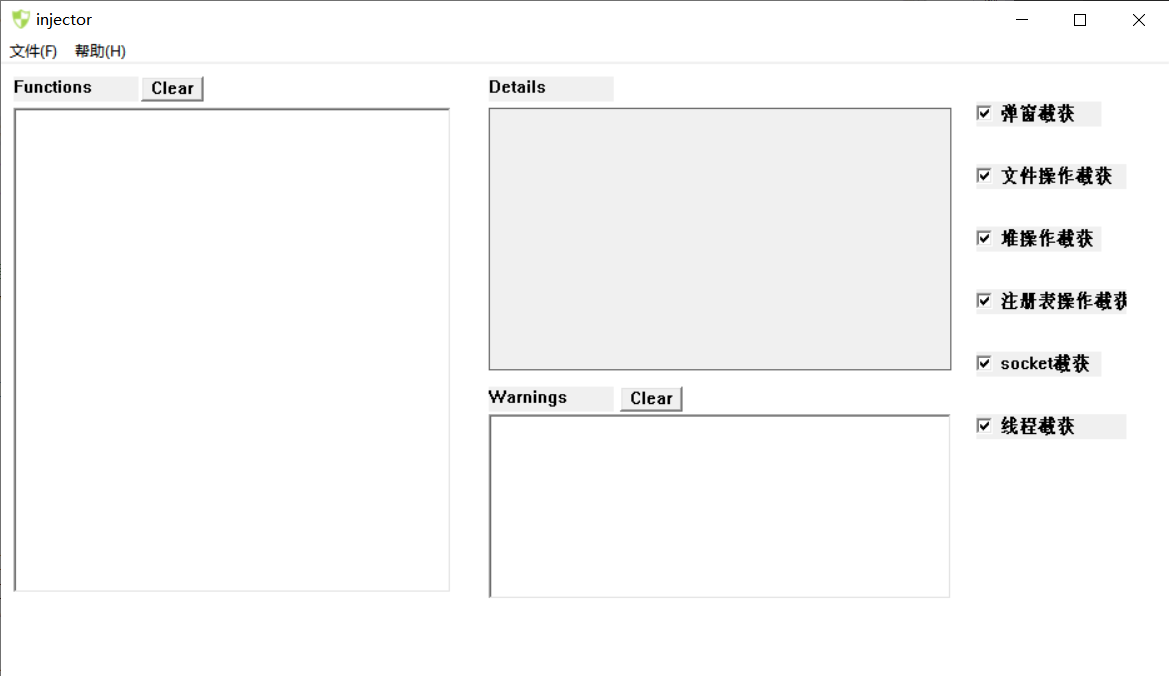 injector
文件(F) 帮助(H)
Functions Clear
Details
弹窗截获
文件操作截获
堆操作截获
注册表操作截获
socket截获
Warnings Clear
线程截获